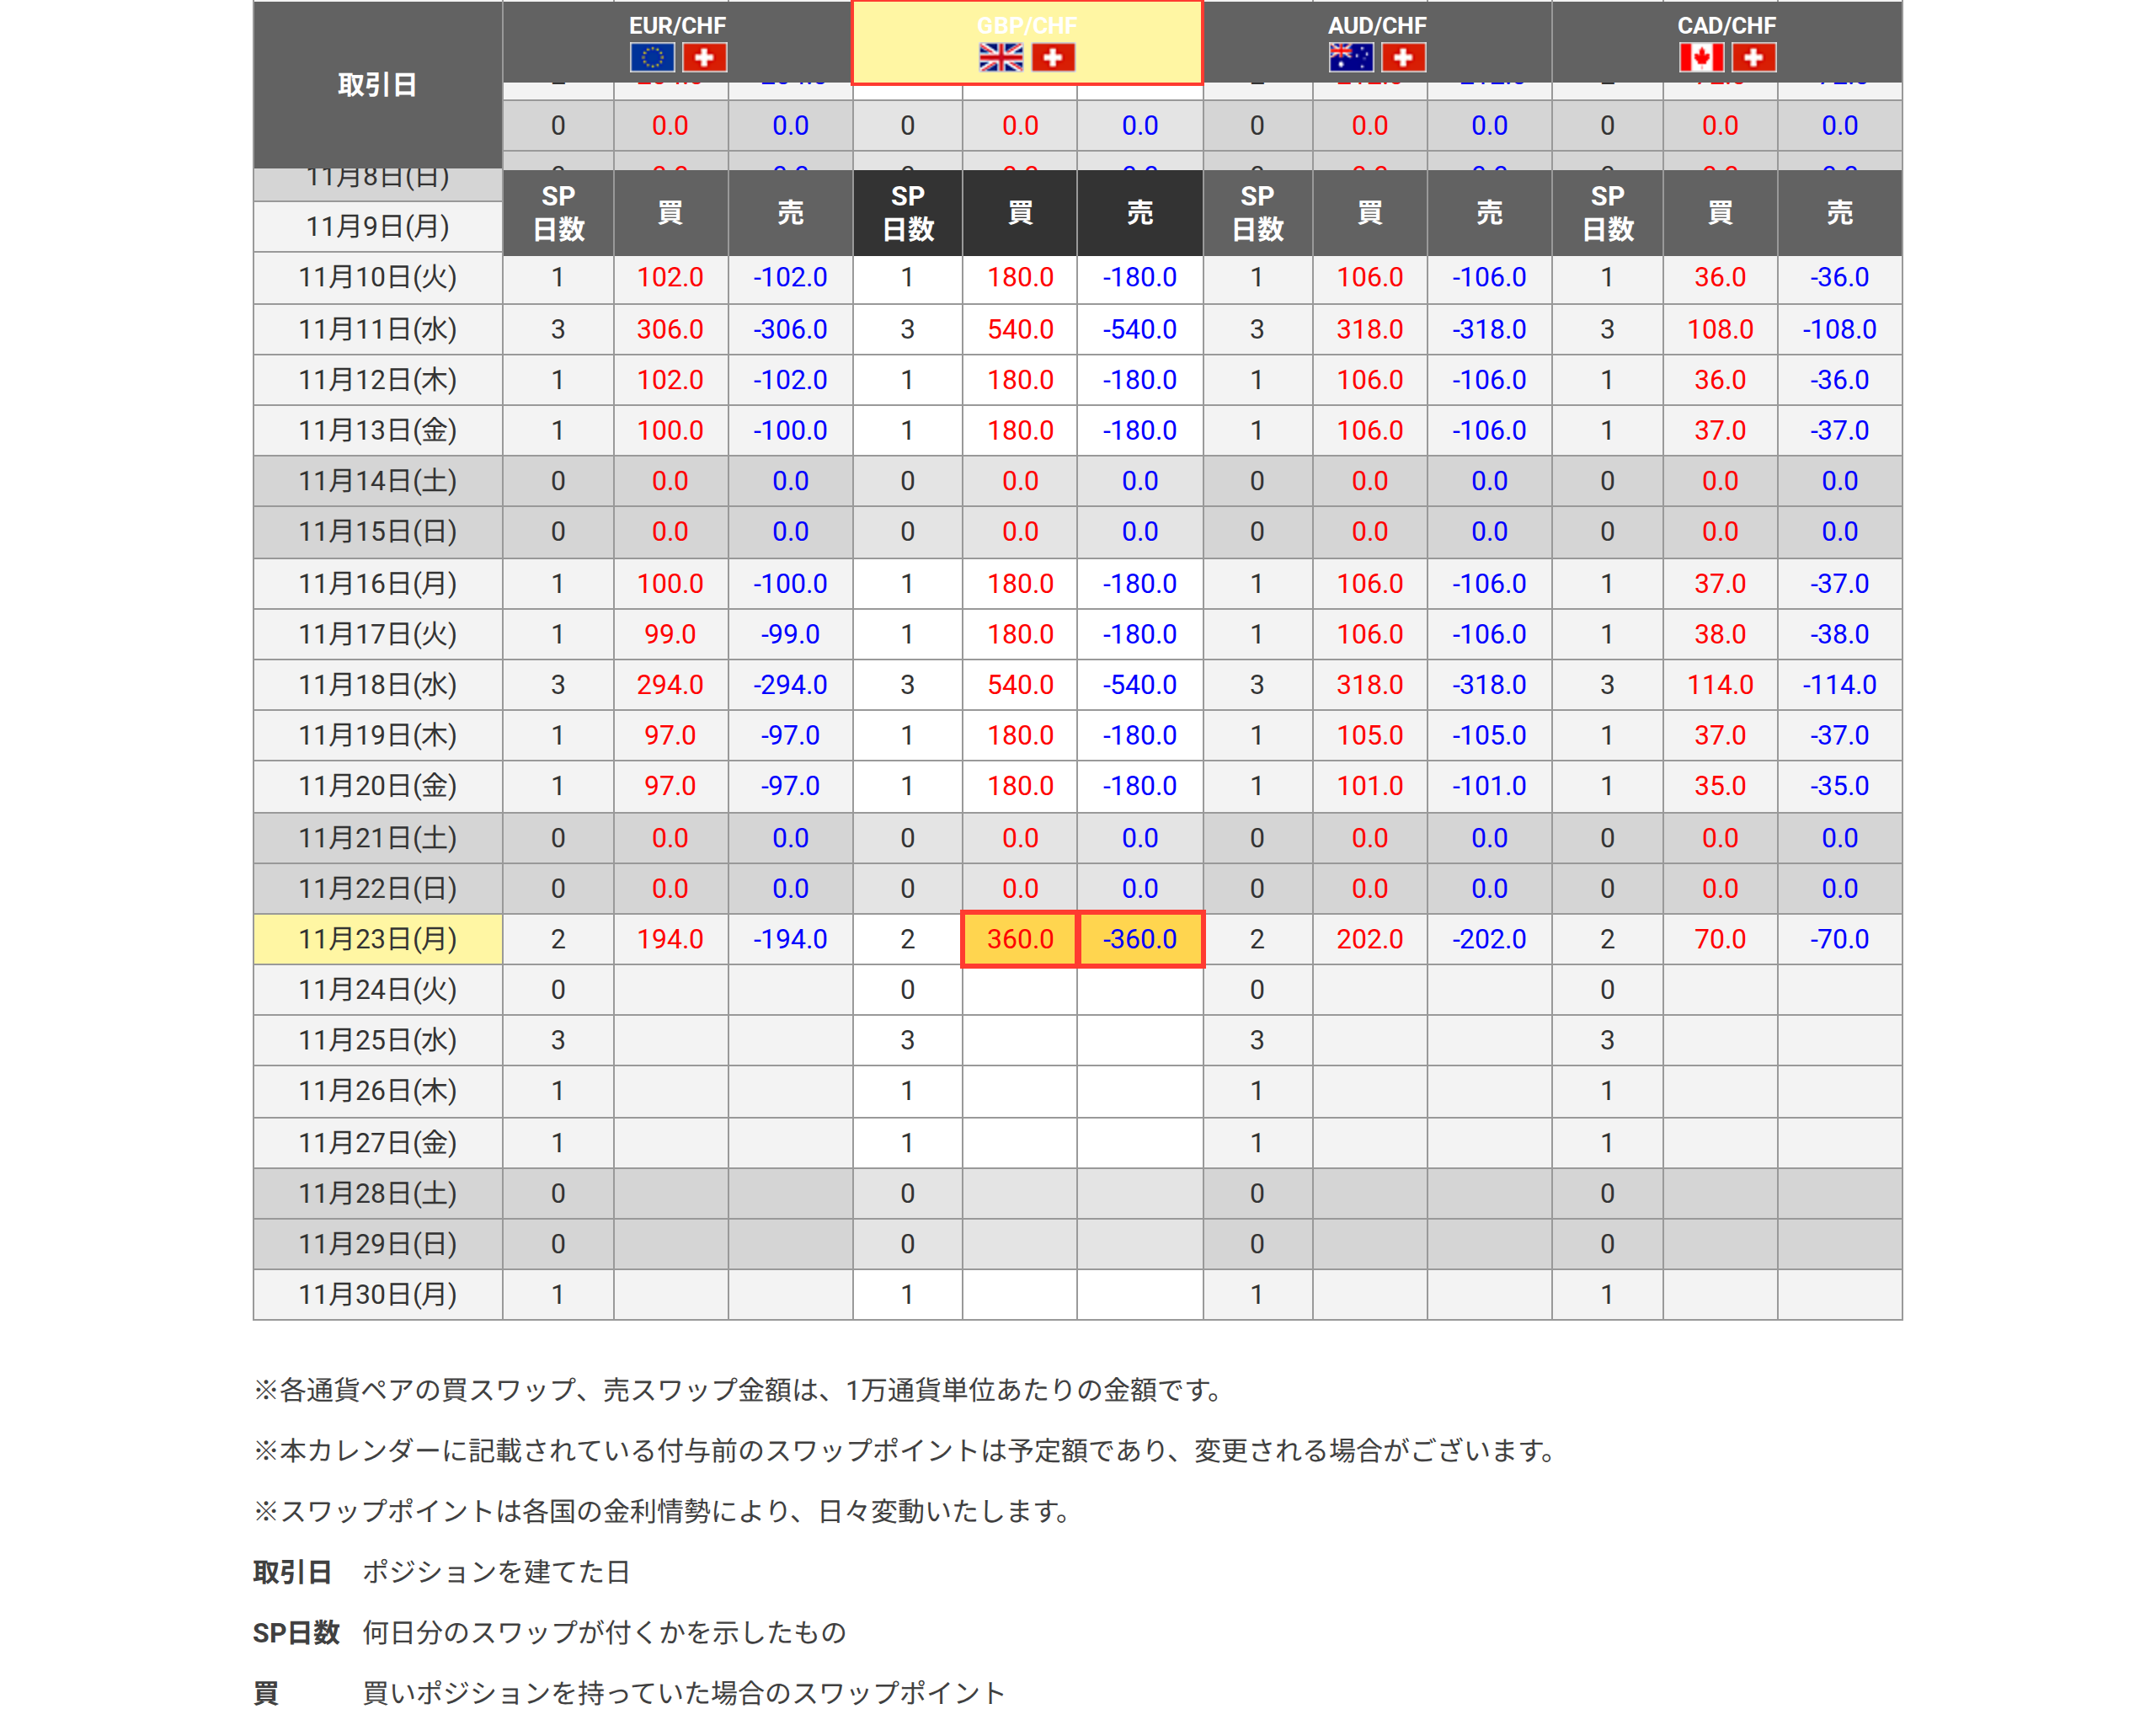 取引日 EUR/CHF GBP/CHF AUD/CHF CAD/CHF
0 0.0 0.0 0 0.0 0.0 0 0.0 0.0 0 0.0 0.0
11月8日(日)
SP日数 買 売 SP日数 買 売 SP日数 買 売 SP日数 買 売
11月9日(月)
11月10日(火) 1 102.0 -102.0 1 180.0 -180.0 1 106.0 -106.0 1 36.0 -36.0
11月11日(水) 3 306.0 -306.0 3 540.0 -540.0 3 318.0 -318.0 3 108.0 -108.0
11月12日(木) 1 102.0 -102.0 1 180.0 -180.0 1 106.0 -106.0 1 36.0 -36.0
11月13日(金) 1 100.0 -100.0 1 180.0 -180.0 1 106.0 -106.0 1 37.0 -37.0
11月14日(土) 0 0.0 0.0 0 0.0 0.0 0 0.0 0.0 0 0.0 0.0
11月15日(日) 0 0.0 0.0 0 0.0 0.0 0 0.0 0.0 0 0.0 0.0
11月16日(月) 1 100.0 -100.0 1 180.0 -180.0 1 106.0 -106.0 1 37.0 -37.0
11月17日(火) 1 99.0 -99.0 1 180.0 -180.0 1 106.0 -106.0 1 38.0 -38.0
11月18日(水) 3 294.0 -294.0 3 540.0 -540.0 3 318.0 -318.0 3 114.0 -114.0
11月19日(木) 1 97.0 -97.0 1 180.0 -180.0 1 105.0 -105.0 1 37.0 -37.0
11月20日(金) 1 97.0 -97.0 1 180.0 -180.0 1 101.0 -101.0 1 35.0 -35.0
11月21日(土) 0 0.0 0.0 0 0.0 0.0 0 0.0 0.0 0 0.0 0.0
11月22日(日) 0 0.0 0.0 0 0.0 0.0 0 0.0 0.0 0 0.0 0.0
11月23日(月) 2 194.0 -194.0 2 360.0 -360.0 2 202.0 -202.0 2 70.0 -70.0
11月24日(火) 0 0 0 0
11月25日(水) 3 3 3 3
11月26日(木) 1 1 1 1
11月27日(金) 1 1 1 1
11月28日(土) 0 0 0 0
11月29日(日) 0 0 0 0
11月30日(月) 1 1 1 1
※各通貨ペアの買スワップ、売スワップ金額は、1万通貨単位あたりの金額です。
※本カレンダーに記載されている付与前のスワップポイントは予定額であり、変更される場合がございます。
※スワップポイントは各国の金利情勢により、日々変動いたします。
取引日 ポジションを建てた日
SP日数 何日分のスワップが付くかを示したもの
買 買いポジションを持っていた場合のスワップポイント